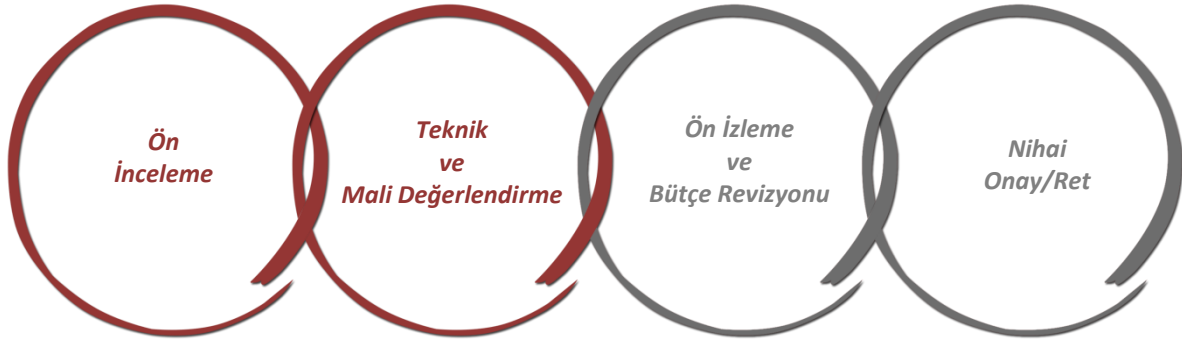 Ön
İnceleme
Teknik
ve
Mali Değerlendirme
Ön İzleme
ve
Bütçe Revizyonu
Nihai
Onay/Ret